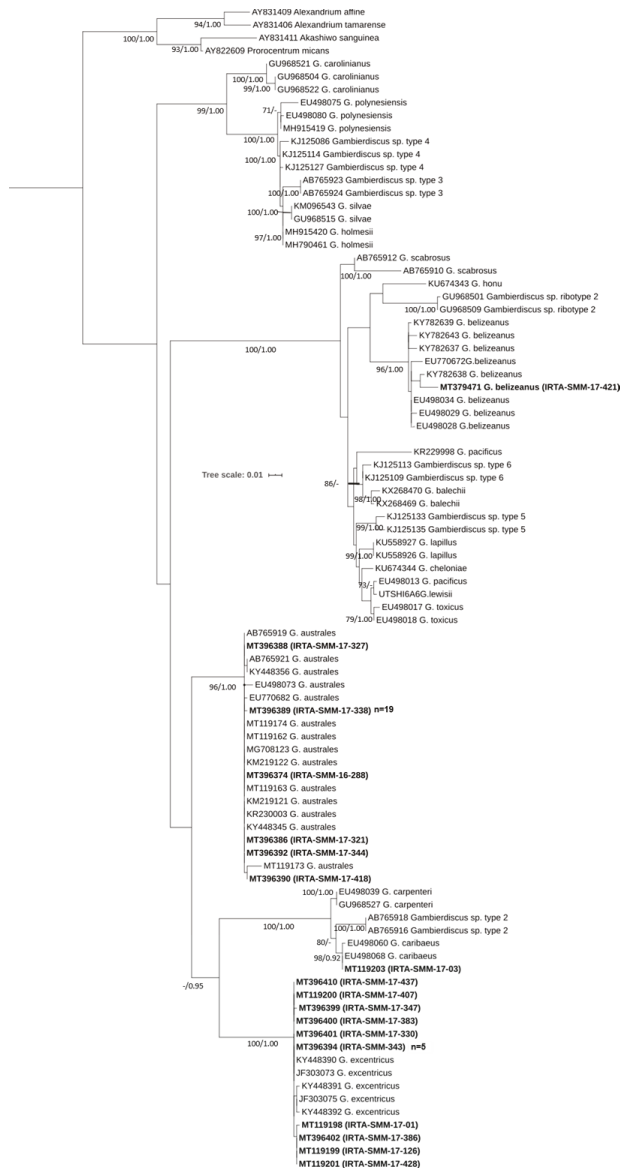 AY831409 Alexandrium affine
94/1.00
AY831406 Alexandrium tamarense
100/1.00
AY831411 Akashiwo sanguinea
93/1.00
AY822609 Prorocentrum micans
GU968521 G. carolinianus
100/1.00
GU968504 G. carolinianus
99/1.00
GU968522 G. carolinianus
99/1.00
71/-
EU498075 G. polynesiensis
EU498080 G. polynesiensis
MH915419 G. polynesiensis
100/1.00
KJ125086 Gambierdiscus sp. type 4
KJ125114 Gambierdiscus sp. type 4
100/1.00
KJ125127 Gambierdiscus sp. type 4
AB765923 Gambierdiscus sp. type 3
100/1.00
AB765924 Gambierdiscus sp. type 3
KM096543 G. silvae
100/1.00
GU968515 G. silvae
MH915420 G. holmesii
97/1.00
MH790461 G. holmesii
AB765912 G. scabrosus
AB765910 G. scabrosus
100/1.00
KU674343 G. honu
GU968501 Gambierdiscus sp. ribotype 2
100/1.00
GU968509 Gambierdiscus sp. ribotype 2
KY782639 G. belizeanus
KY782643 G. belizeanus
KY782637 G. belizeanus
100/1.00
EU770672G.belizeanus
96/1.00
KY782638 G. belizeanus
MT379471 G. belizeanus (IRTA-SMM-17-421)
EU498034 G. belizeanus
EU498029 G. belizeanus
EU498028 G.belizeanus
KR229998 G. pacificus
KJ125113 Gambierdiscus sp. type 6
Tree scale: 0.01
KJ125109 Gambierdiscus sp. type 6
86/-
KX268470 G. balechii
98/1.00
KX268469 G. balechii
KJ125133 Gambierdiscus sp. type 5
99/1.00
KJ125135 Gambierdiscus sp. type 5
KU558927 G. lapillus
99/1.00
KU558926 G. lapillus
KU674344 G. cheloniae
EU498013 G. pacificus
73/-
UTSHI6A6G.lewisii
EU498017 G. toxicus
79/1.00
EU498018 G. toxicus
AB765919 G. australes
MT396388 (IRTA-SMM-17-327)
AB765921 G. australes
KY448356 G. australes
96/1.00
EU498073 G. australes
EU770682 G. australes
MT396389 (IRTA-SMM-17-338) n=19
MT119174 G. australes
MT119162 G. australes
MG708123 G. australes
KM219122 G. australes
MT396374 (IRTA-SMM-16-288)
MT119163 G. australes
KM219121 G. australes
KR230003 G. australes
KY448345 G. australes
MT396386 (IRTA-SMM-17-321)
MT396392 (IRTA-SMM-17-344)
MT119173 G. australes
MT396390 (IRTA-SMM-17-418)
100/1.00
EU498039 G. carpenteri
GU968527 G. carpenteri
AB765918 Gambierdiscus sp. type 2
100/1.00
100/1.00
AB765916 Gambierdiscus sp. type 2
80/-
EU498060 G. caribaeus
EU498068 G. caribaeus
98/0.92
MT119203 (IRTA-SMM-17-03)
MT396410 (IRTA-SMM-17-437)
-/0.95
MT119200 (IRTA-SMM-17-407)
MT396399 (IRTA-SMM-17-347)
MT396400 (IRTA-SMM-17-383)
MT396401 (IRTA-SMM-17-330)
100/1.00
MT396394 (IRTA-SMM-343) n=5
KY448390 G. excentricus
JF303073 G. excentricus
KY448391 G. excentricus
JF303075 G. excentricus
KY448392 G. excentricus
MT119198 (IRTA-SMM-17-01)
MT396402 (IRTA-SMM-17-386)
MT119199 (IRTA-SMM-17-126)
MT119201 (IRTA-SMM-17-428)